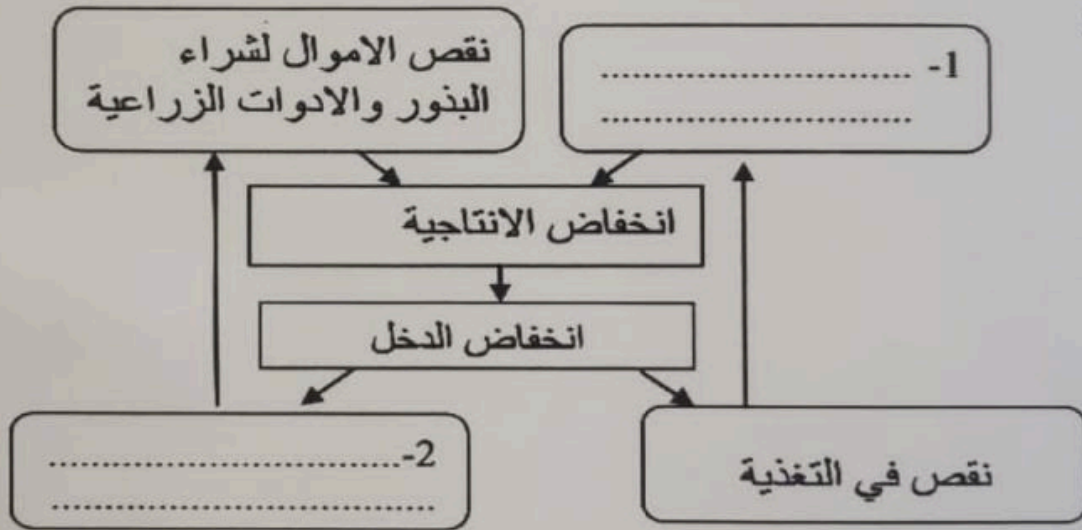 1- ..............................
..............................
نقص الاموال لشراء
البذور والادوات الزراعية
انخفاض الانتاجية
انخفاض الدخل
نقص في التغذية
2-..................................
.....................................